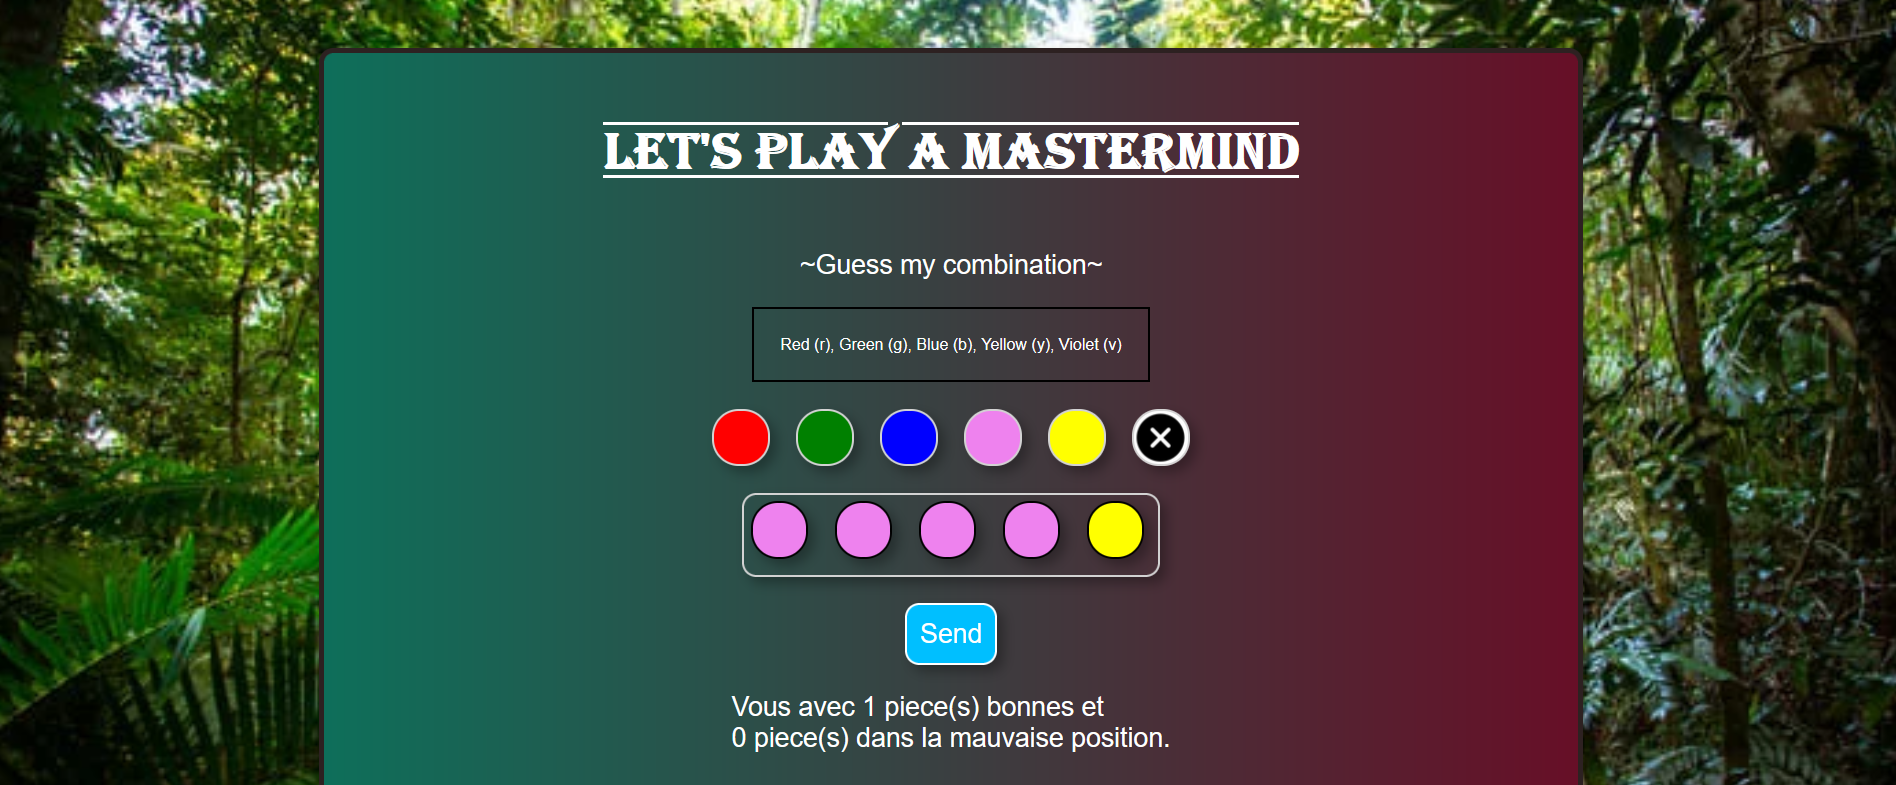 LET'S PLAY A MASTERMIND
~Guess my combination~
Red (r), Green (g), Blue (b), Yellow (y), Violet (v)
Send
Vous avec 1 piece(s) bonnes et
0 piece(s) dans la mauvaise position.